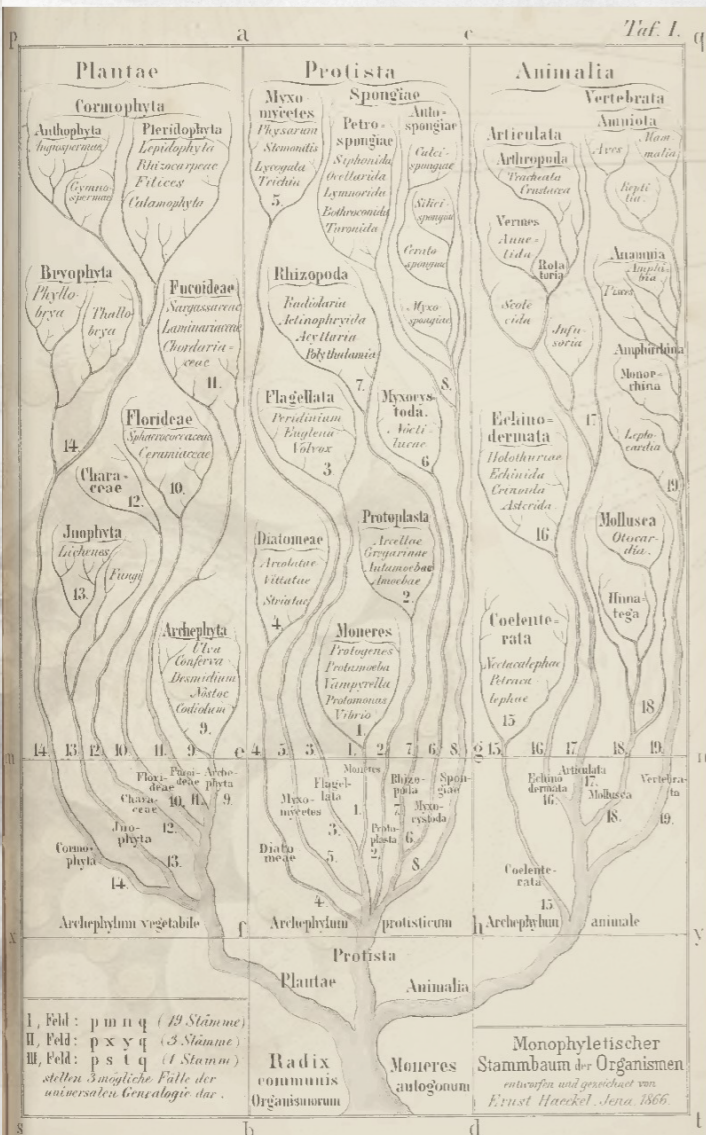 Taf. I.
p
a
c
q
Plantae
Cormophyta
Anthophyta
Angiospermae
Gymnospermae
Pteridophyta
Lepidophyta
Rhizocarpeae
Filices
Calamophyta
Bryophyta
Phyllobrya
Thallobrya
14.
Fucoideae
Sargassaceae
Laminariaceae
Chordariaceae
11.
Florideae
Sphaerococcaceae
Ceramiaceae
10.
Characeae
12.
Jnophyta
Lichenes
Fungi
13.
Archephyta
Ulva
Conferva
Desmidium
Nostoc
Codiolum
9.
Protista
Myxomycetes
Physarum
Stemonitis
Lycogala
Trichia
5.
Spongiae
Petrospongiae
Siphonida
Ocellarida
Lymnorida
Bothroconida
Turonida
Autospongiae
Calcispongiae
Silicispongiae
Ceratospongiae
Myxospongiae
8.
Rhizopoda
Radiolaria
Actinophryida
Acyttaria
Polythalamia
7.
Flagellata
Peridinium
Euglena
Volvox
3.
Myxocystoda.
Noctilucae
6.
Diatomeae
Areolatae
Vittatae
Striatae
4.
Protoplasta
Arcellae
Gregarinae
Autamoebae
Amoebae
2.
Moneres
Protogenes
Protamoeba
Vampyrella
Protomonas
Vibrio
1.
Animalia
Vertebrata
Amniota
Aves
Mammalia
Reptilia.
Articulata
Arthropoda
Tracheata
Crustacea
Vermes
Annelida
Rotatoria
Scolecida
Infusoria
17.
Anamnia
Amphibia
Pisces
Amphirhina
Monorrhina
Leptocardia
19.
Echinodermata
Holothuriae
Echinida
Crinoida
Asterida
16.
Mollusca
Otocardia.
Himatega
18.
Coelenterata
Nectacalephae
Petracalephae
15.
m
14.
13.
12.
10.
11.
9.
e
4.
5.
3.
1.
2.
7.
6.
8.
g
15.
16.
17.
18.
19.
n
Cormophyta
14.
Jnophyta
13.
Characeae
12.
Florideae
10.
Fucoideae
11.
Archephyta
9.
Diatomeae
4.
Myxomycetes
5.
Flagellata
3.
Moneres
1.
Protoplasta
2.
Rhizopoda
7.
Myxocystoda
6.
Spongiae
8.
Coelenterata
15.
Echinodermata
16.
Articulata
17.
Mollusca
18.
Vertebrata
19.
Archephylum vegetabile
Archephylum protisticum
Archephylum animale
x
f
h
y
Plantae
Protista
Animalia
I, Feld: p m n q (19 Stämme)
II, Feld: p x y q (3 Stämme)
III, Feld: p s t q (1 Stamm)
stellen 3 mögliche Fälle der
universalen Genealogie dar.
Radix
communis
Organismorum
Moneres
autogonum
Monophyletischer
Stammbaum der Organismen
entworfen und gezeichnet von
Ernst Haeckel. Jena, 1866.
s
b
d
t